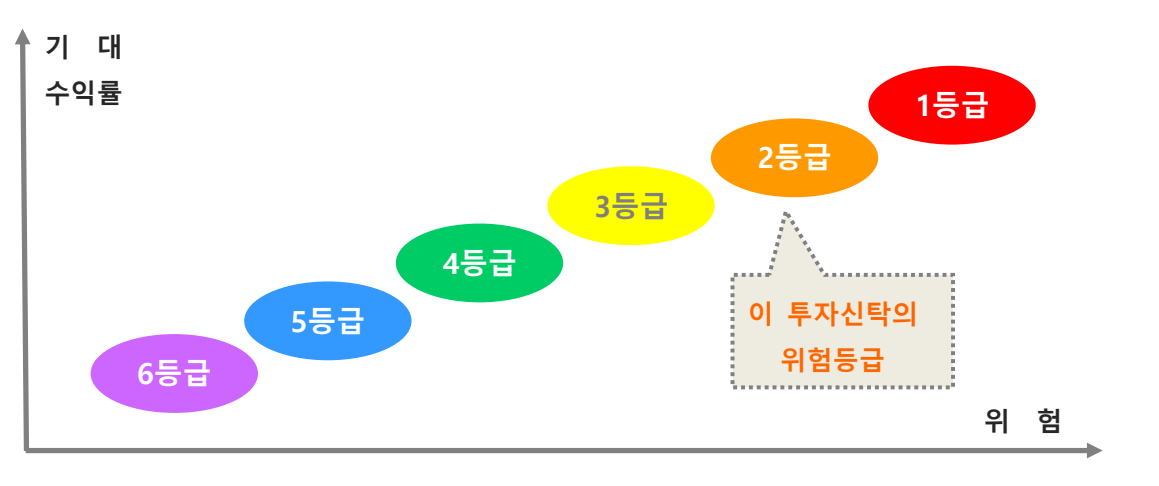 기 대
수익률
1등급
2등급
3등급
4등급
5등급
6등급
이 투자신탁의
위험등급
위 험